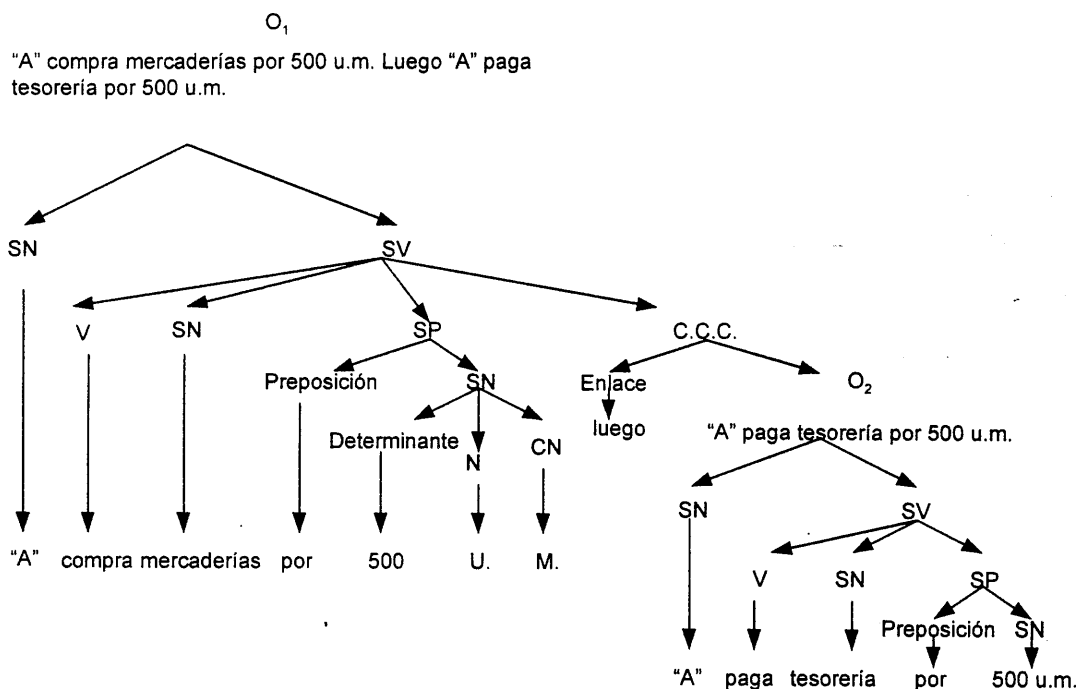 O₁
“A” compra mercaderías por 500 u.m. Luego “A” paga
tesorería por 500 u.m.
SN SV
V SN SP C.C.C.
Preposición SN Enlace O₂
luego “A” paga tesorería por 500 u.m.
Determinante N CN
SN SV
“A” compra mercaderías por 500 U. M.
V SN SP
Preposición SN
“A” paga tesorería por 500 u.m.